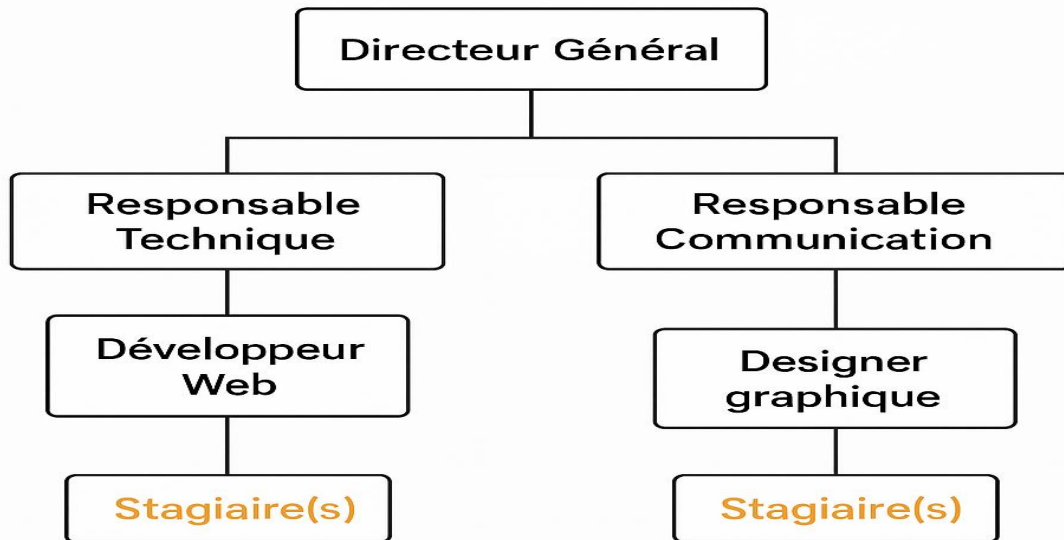 Directeur Général
Responsable
Technique
Responsable
Communication
Développeur
Web
Designer
graphique
Stagiaire(s)
Stagiaire(s)